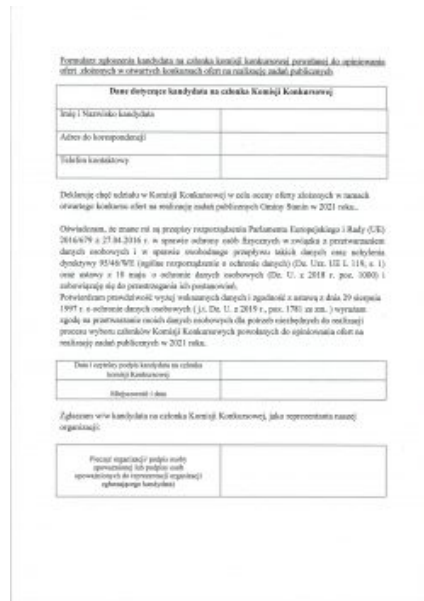 Formularz zgłoszenia kandydata na członka komisji konkursowej powołanej do opiniowania
ofert złożonych w otwartych konkursach ofert na realizację zadań publicznych
Dane dotyczące kandydata na członka Komisji Konkursowej
Imię i Nazwisko kandydata
Adres do korespondencji
Telefon kontaktowy
Deklaruję chęć udziału w Komisji Konkursowej w celu oceny oferty złożonych w ramach
otwartego konkursu ofert na realizację zadań publicznych Gminy Stanin w 2021 roku..
Oświadczam, że znane mi są przepisy rozporządzenia Parlamentu Europejskiego i Rady (UE)
2016/679 z 27.04.2016 r. w sprawie ochrony osób fizycznych w związku z przetwarzaniem
danych osobowych i w sprawie swobodnego przepływu takich danych oraz uchylenia
dyrektywy 95/46/WE (ogólne rozporządzenie o ochronie danych) (Dz. Urz. UE L 119, s. 1)
oraz ustawy z 10 maja o ochronie danych osobowych (Dz. U. z 2018 r. poz. 1000) i
zobowiązuję się do przestrzegania ich postanowień.
Potwierdzam prawdziwość wyżej wskazanych danych i zgodnie z ustawą z dnia 29 sierpnia
1997 r. o ochronie danych osobowych ( j.t. Dz. U. z 2019 r., poz. 1781 ze zm. ) wyrażam
zgodę na przetwarzanie moich danych osobowych dla potrzeb niezbędnych do realizacji
procesu wyboru członków Komisji Konkursowych powołanych do opiniowania ofert na
realizację zadań publicznych w 2021 roku.
Data i czytelny podpis kandydata na członka
komisji Konkursowej
Miejscowość i data
Zgłaszam w/w kandydata na członka Komisji Konkursowej, jako reprezentanta naszej
organizacji:
Pieczęć organizacji/ podpis osoby
upoważnionej lub podpisy osób
upoważnionych do reprezentacji organizacji
zgłaszającego kandydata)